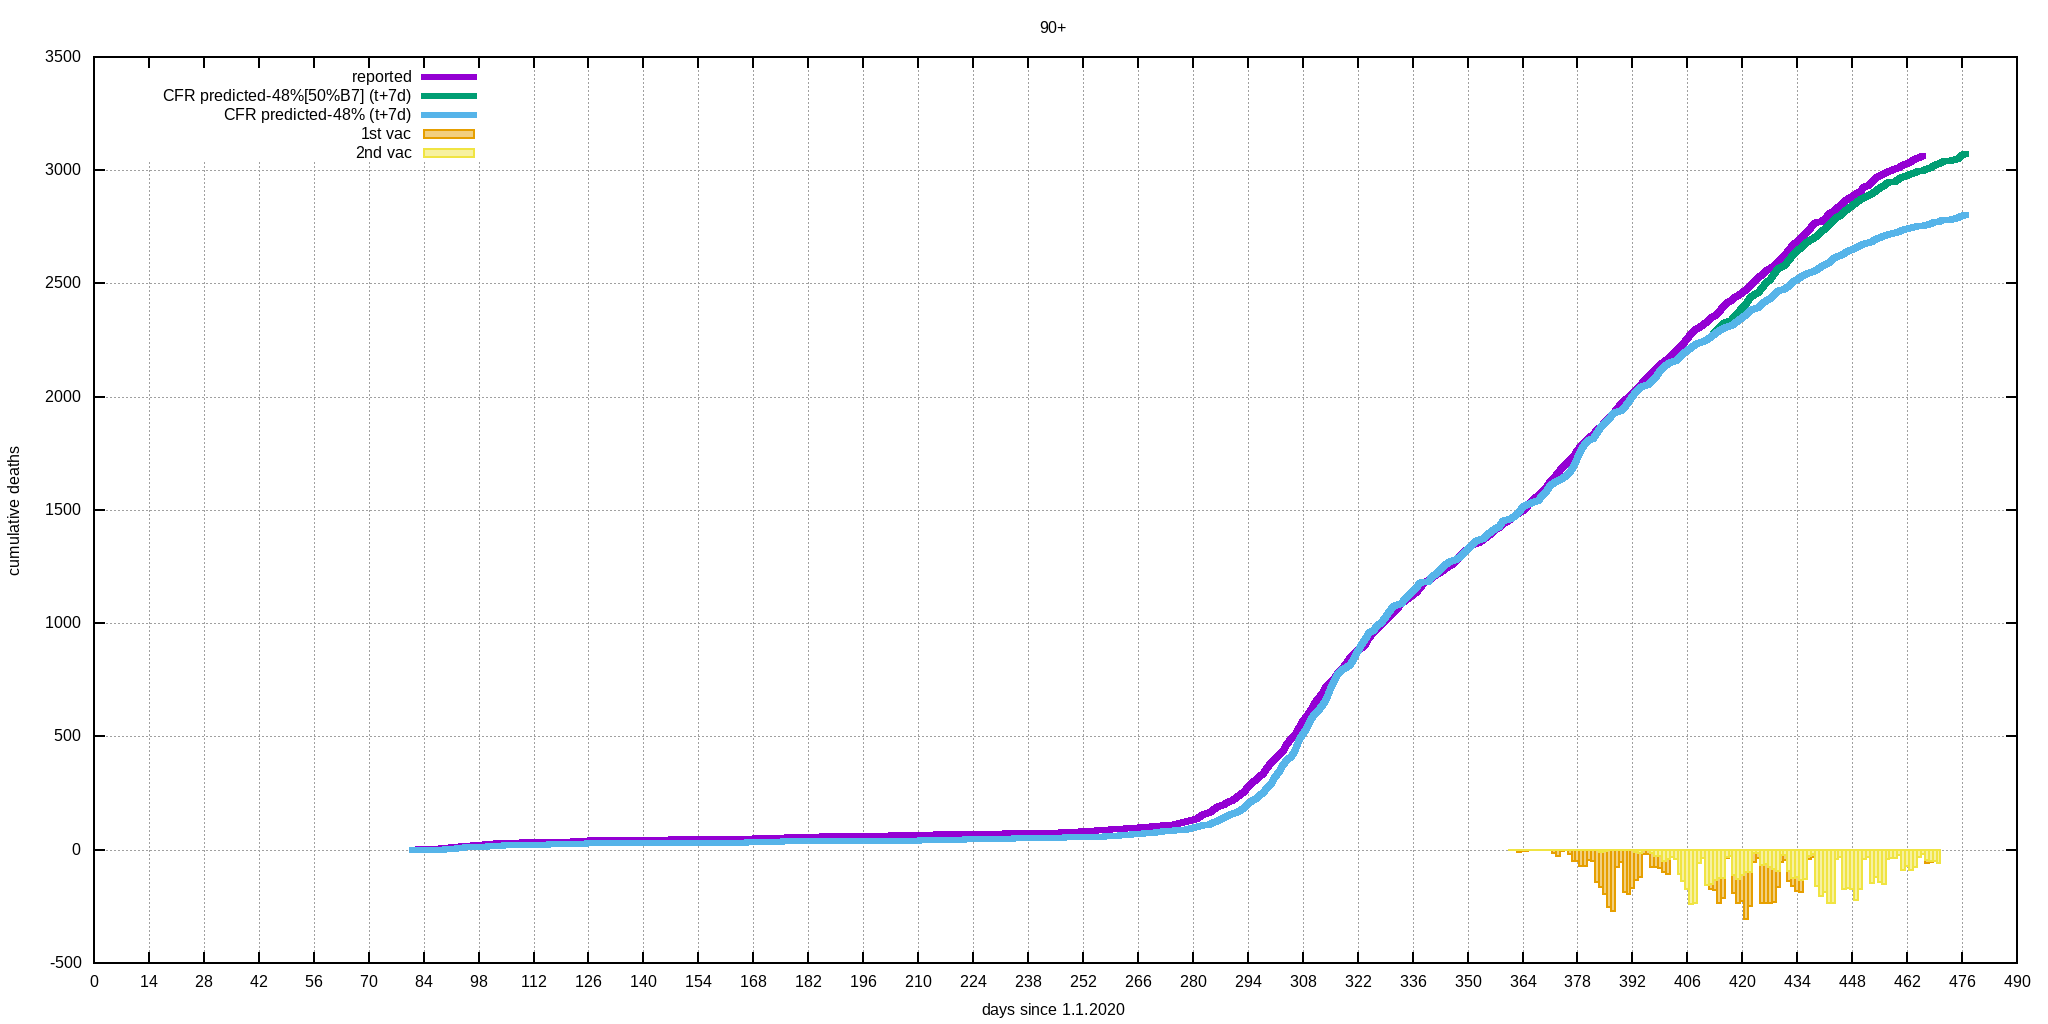 90+
3500
3000
2500
2000
1500
1000
500
0
-500
cumulative deaths
reported
CFR predicted-48%[50%B7] (t+7d)
CFR predicted-48% (t+7d)
1st vac
2nd vac
0 14 28 42 56 70 84 98 112 126 140 154 168 182 196 210 224 238 252 266 280 294 308 322 336 350 364 378 392 406 420 434 448 462 476 490
days since 1.1.2020